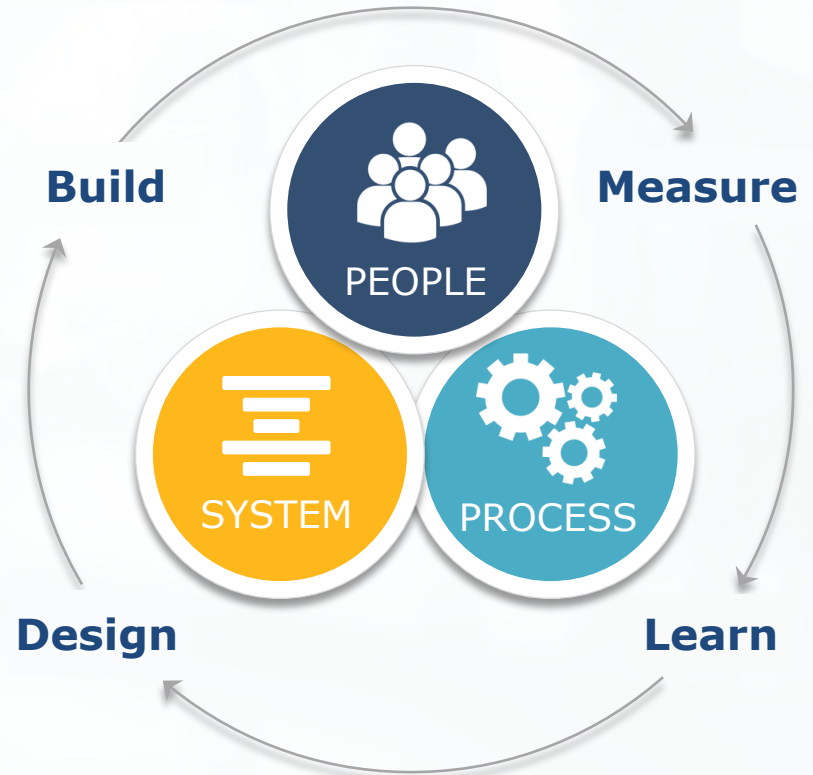 Build
Measure
PEOPLE
SYSTEM
PROCESS
Design
Learn